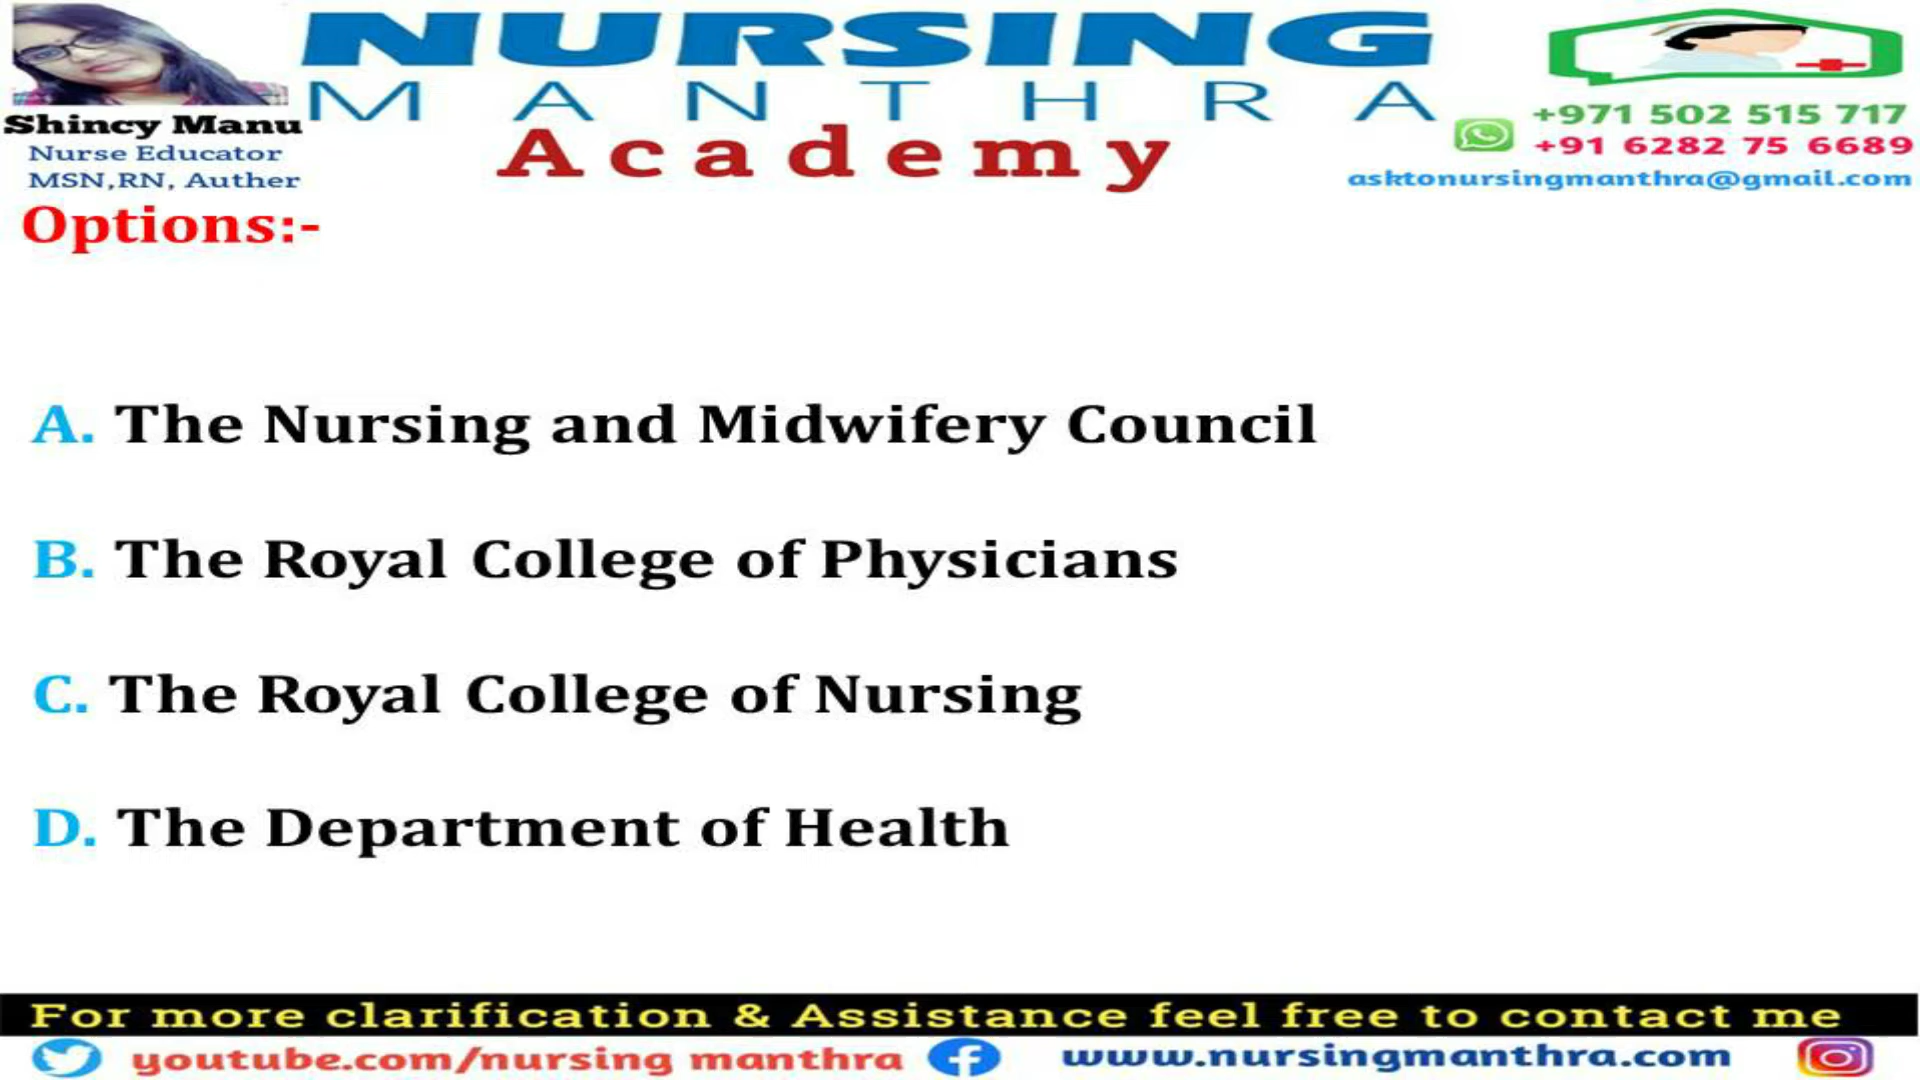 NURSING
MANTHRA
Academy
Shincy Manu
Nurse Educator
MSN,RN, Auther
+971 502 515 717
+91 6282 75 6689
asktonursingmanthra@gmail.com
Options:-
A. The Nursing and Midwifery Council
B. The Royal College of Physicians
C. The Royal College of Nursing
D. The Department of Health
For more clarification & Assistance feel free to contact me
youtube.com/nursing manthra
www.nursingmanthra.com